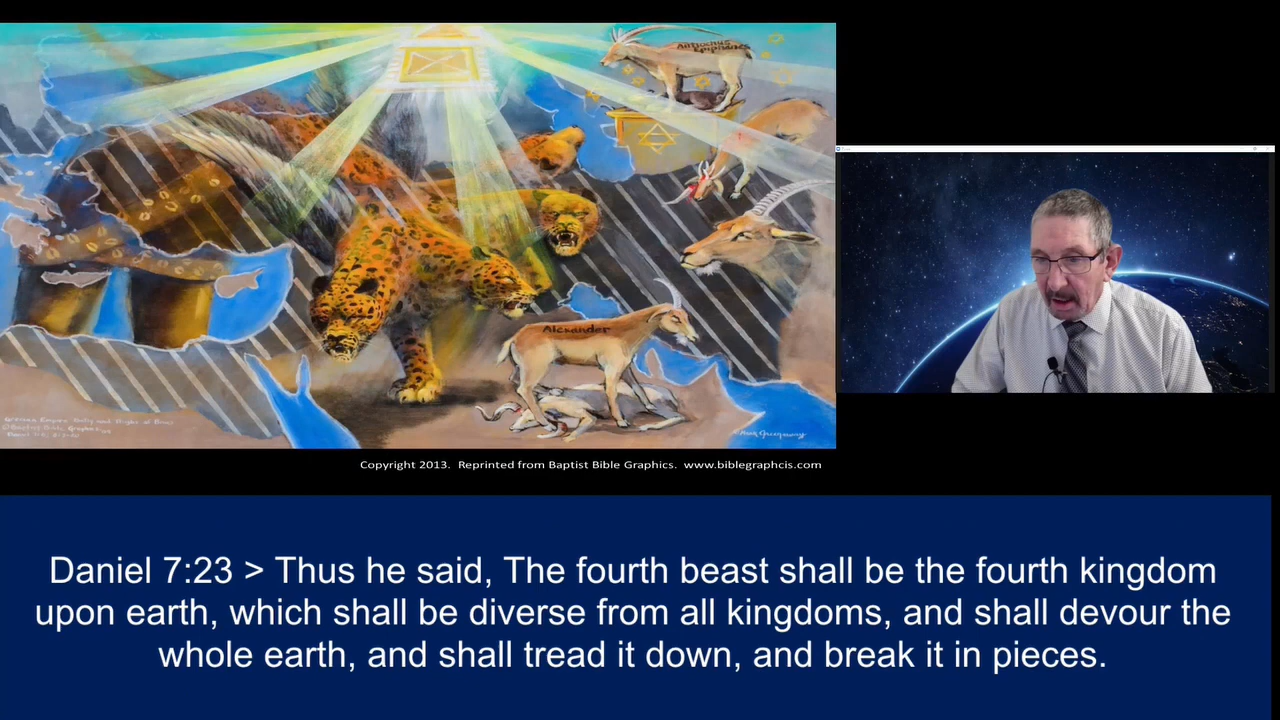 Antiochus
Epiphanes
Alexander
Copyright 2013.  Reprinted from Baptist Bible Graphics.  www.biblegraphcis.com
Daniel 7:23 > Thus he said, The fourth beast shall be the fourth kingdom
upon earth, which shall be diverse from all kingdoms, and shall devour the
whole earth, and shall tread it down, and break it in pieces.